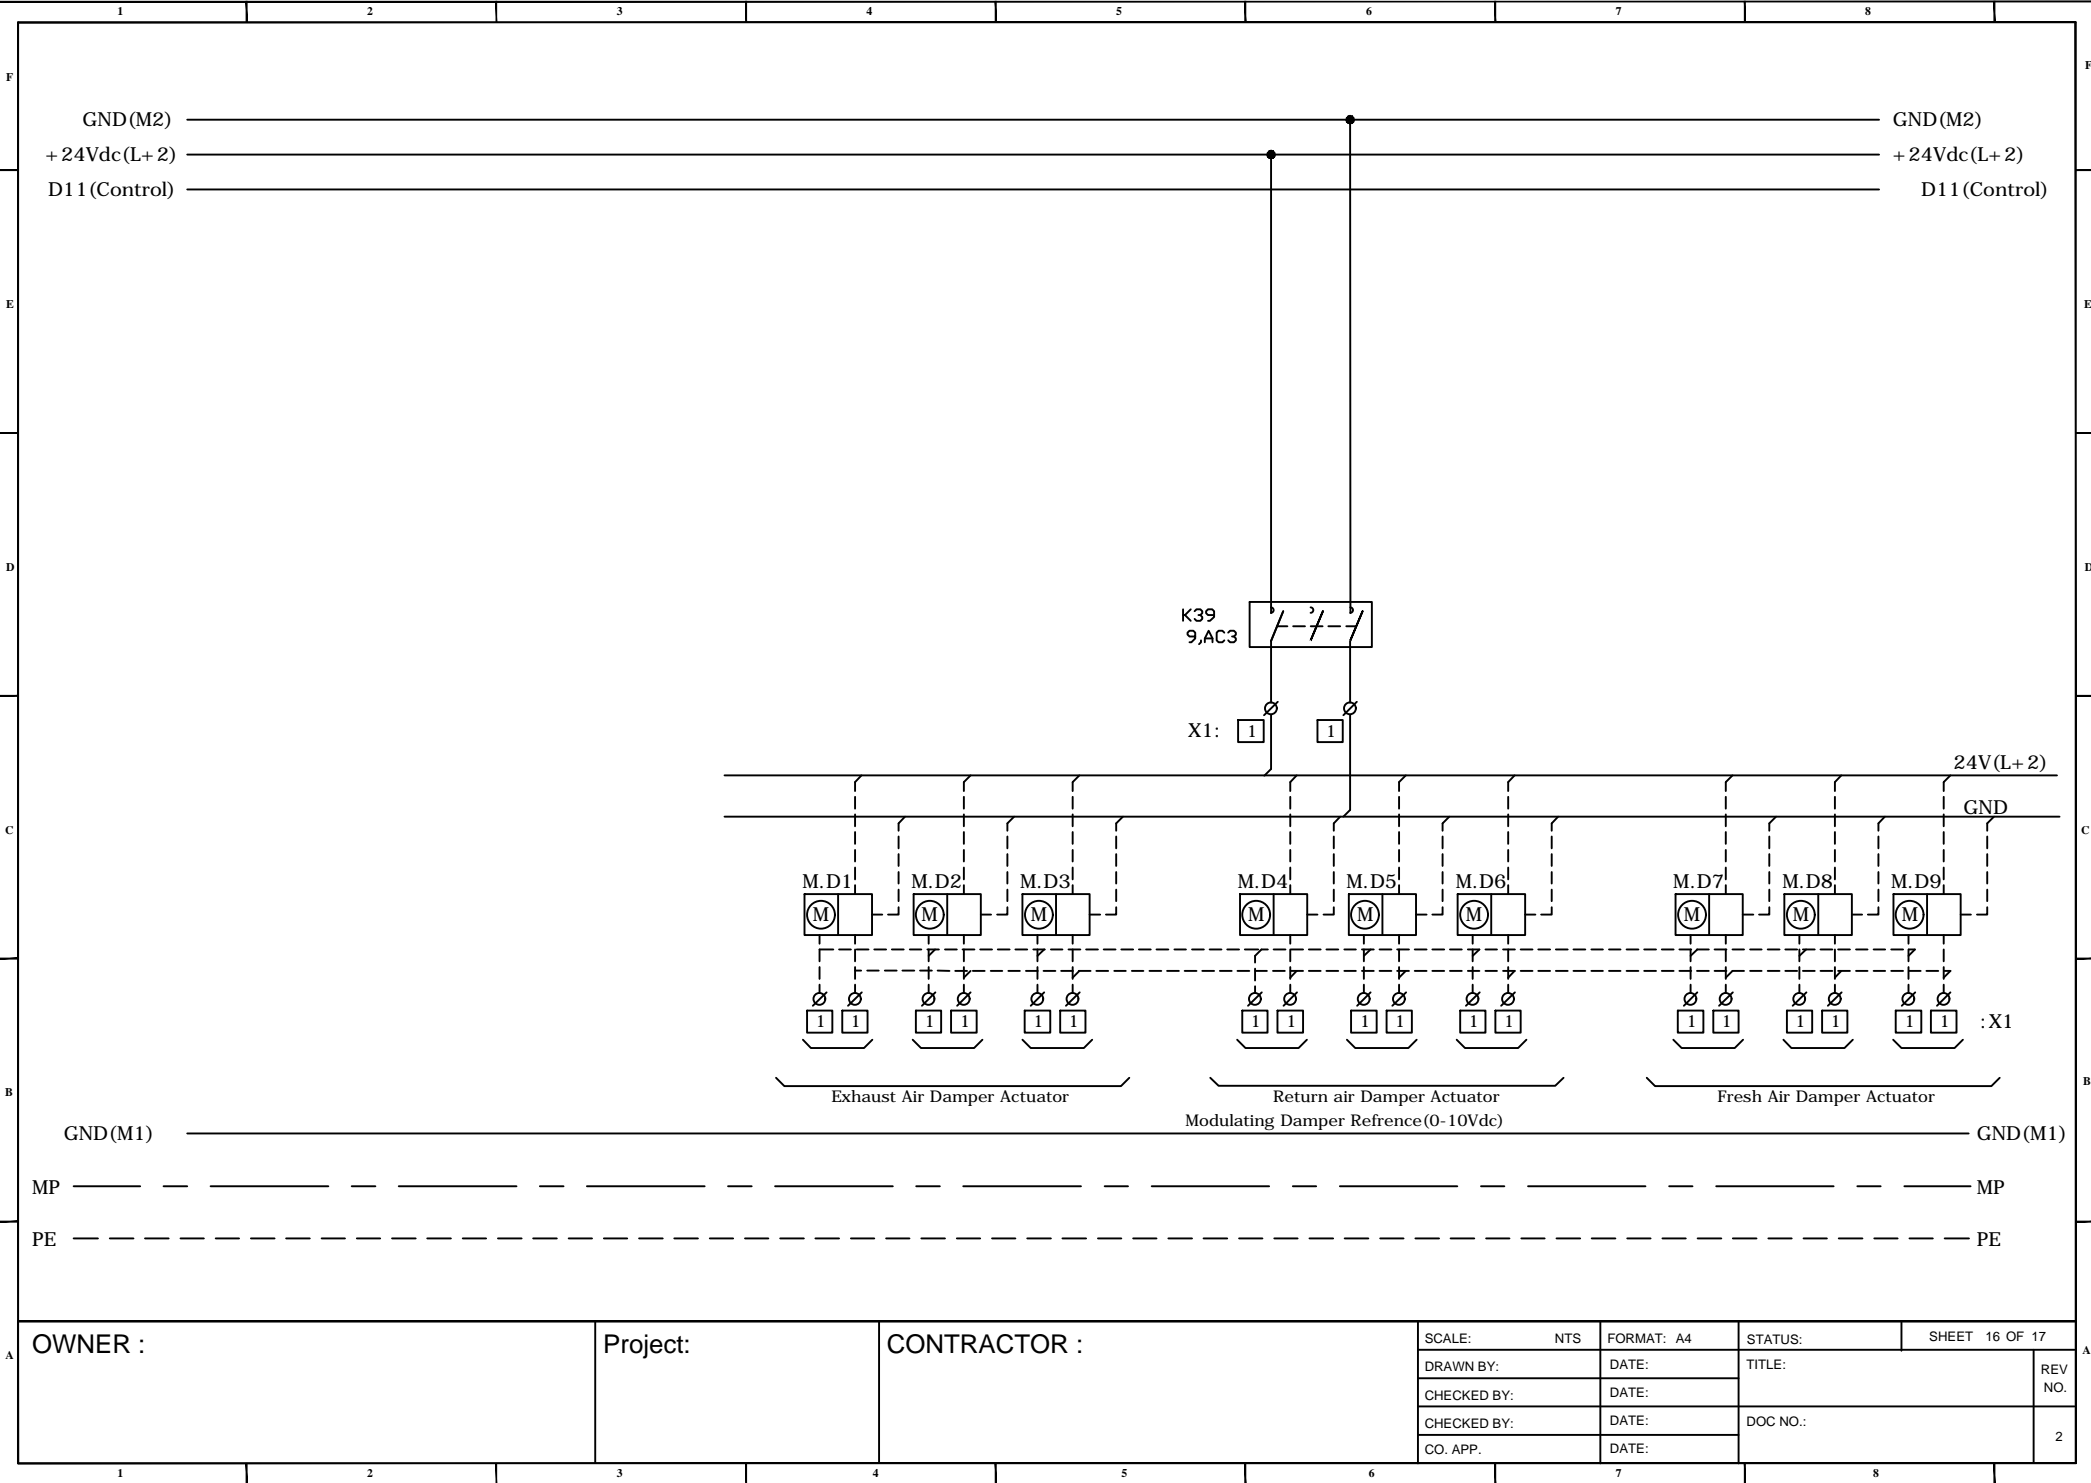 1 2 3 4 5 6 7 8
F F
GND(M2) GND(M2)
+24Vdc(L+2) +24Vdc(L+2)
D11(Control) D11(Control)
E E
D D
K39
9,AC3
X1: 1 1
24V(L+2)
GND
C C
M.D1 M.D2 M.D3 M.D4 M.D5 M.D6 M.D7 M.D8 M.D9
M M M M M M M M M
1 1 1 1 1 1 1 1 1 1 1 1 1 1 1 1 1 1 :X1
B B
Exhaust Air Damper Actuator Return air Damper Actuator Fresh Air Damper Actuator
Modulating Damper Refrence(0-10Vdc)
GND(M1) GND(M1)
MP MP
PE PE
A A
OWNER : Project: CONTRACTOR :
SCALE: NTS FORMAT: A4 STATUS: SHEET 16 OF 17
DRAWN BY: DATE: TITLE: REV
CHECKED BY: DATE: NO.
CHECKED BY: DATE: DOC NO.: 2
CO. APP. DATE:
1 2 3 4 5 6 7 8